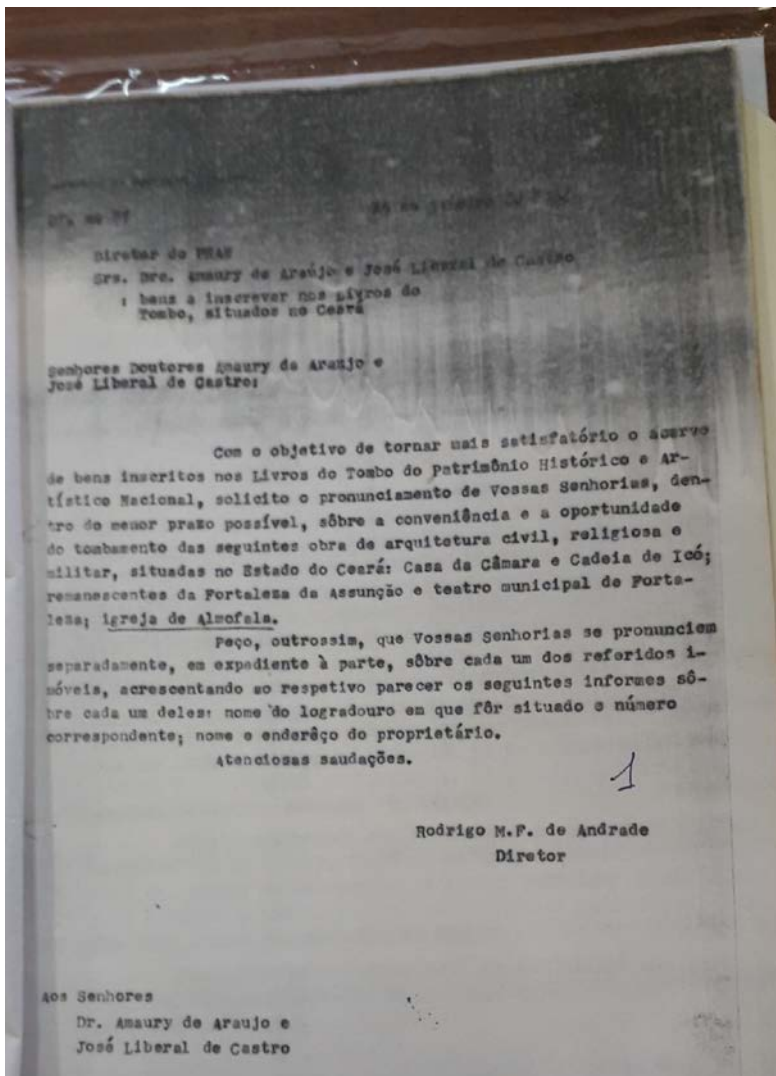 Diretor do PHAN
Srs. Drs. Amaury de Araújo e José Liberal de Castro
: bens a inscrever nos Livros do
Tombo, situados no Ceará
Senhores Doutores Amaury de Araujo e
José Liberal de Castro:
Com o objetivo de tornar mais satisfatório o acervo
de bens inscritos nos Livros do Tombo do Patrimônio Histórico e Ar-
tístico Nacional, solicito o pronunciamento de Vossas Senhorias, den-
tro do menor prazo possível, sôbre a conveniência e a oportunidade
do tombamento das seguintes obra de arquitetura civil, religiosa e
militar, situadas no Estado do Ceará: Casa da Câmara e Cadeia de Icó;
remanescentes da Fortaleza da Assunção e teatro municipal de Forta-
leza; igreja de Almofala.
Peço, outrossim, que Vossas Senhorias se pronunciem
separadamente, em expediente à parte, sôbre cada um dos referidos i-
móveis, acrescentando ao respetivo parecer os seguintes informes sô-
bre cada um deles: nome do logradouro em que fôr situado e número
correspondente; nome e enderêço do proprietário.
Atenciosas saudações.
1
Rodrigo M.F. de Andrade
Diretor
Aos Senhores
Dr. Amaury de Araujo e
José Liberal de Castro